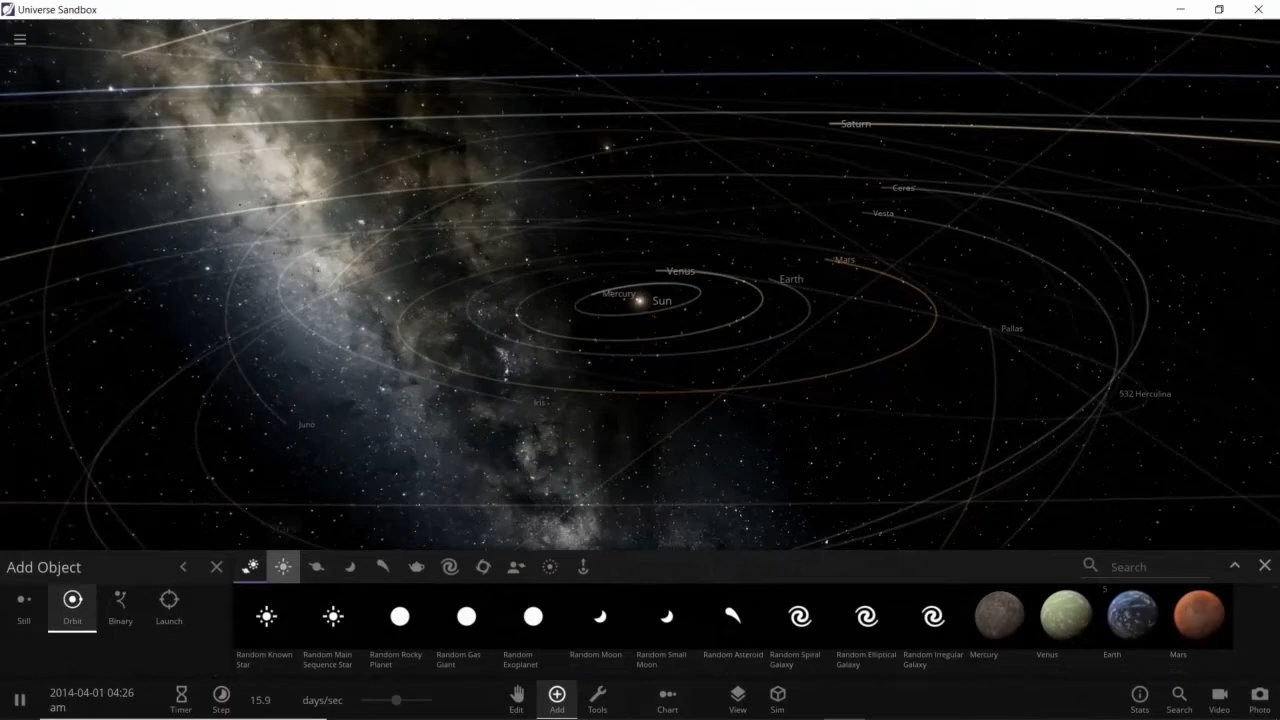 Universe Sandbox
Saturn
Ceres
Vesta
Mars
Venus
Earth
Mercury
Sun
Pallas
532 Herculina
Iris
Juno
Add Object
Search
5
Still
Orbit
Binary
Launch
Random Known
Star
Random Main
Sequence Star
Random Rocky
Planet
Random Gas
Giant
Random
Exoplanet
Random Moon
Random Small
Moon
Random Asteroid
Random Spiral
Galaxy
Random Elliptical
Galaxy
Random Irregular
Galaxy
Mercury
Venus
Earth
Mars
2014-04-01 04:26
am
Timer
Step
15.9
days/sec
Edit
Add
Tools
Chart
View
Sim
Stats
Search
Video
Photo